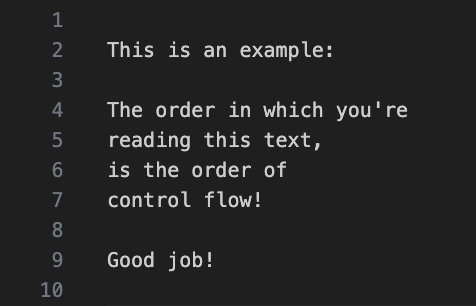 1
2 This is an example:
3
4 The order in which you're
5 reading this text,
6 is the order of
7 control flow!
8
9 Good job!
10